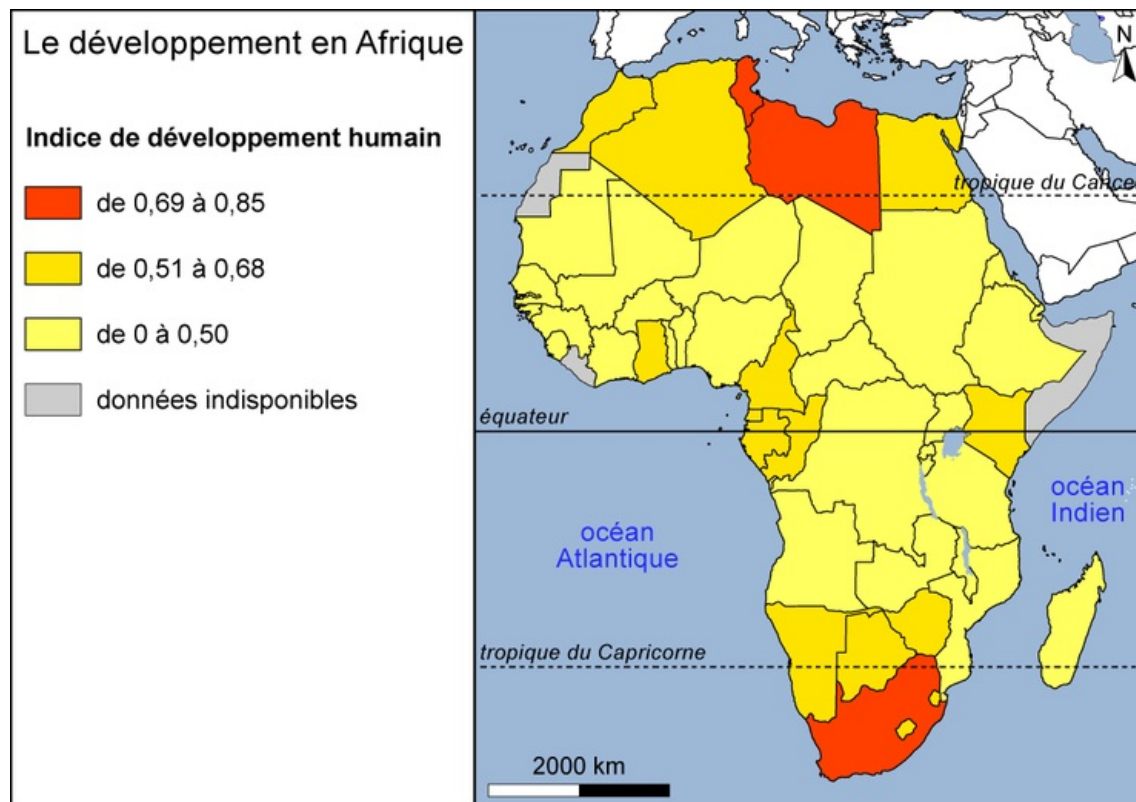 Le développement en Afrique
Indice de développement humain
de 0,69 à 0,85
de 0,51 à 0,68
de 0 à 0,50
données indisponibles
N
tropique du Cance
équateur
océan
Indien
océan
Atlantique
tropique du Capricorne
2000 km